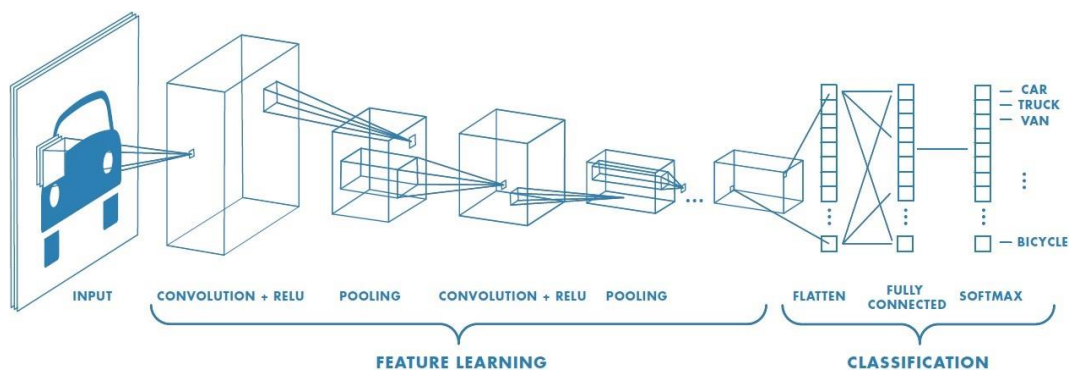 CAR
TRUCK
VAN
BICYCLE
INPUT
CONVOLUTION + RELU
POOLING
CONVOLUTION + RELU
POOLING
FLATTEN
FULLY
CONNECTED
SOFTMAX
FEATURE LEARNING
CLASSIFICATION